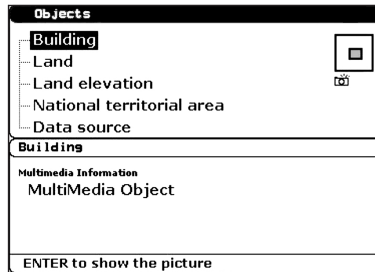 Objects
Building
Land
Land elevation
National territorial area
Data source
Building
Multimedia Information
MultiMedia Object
ENTER to show the picture